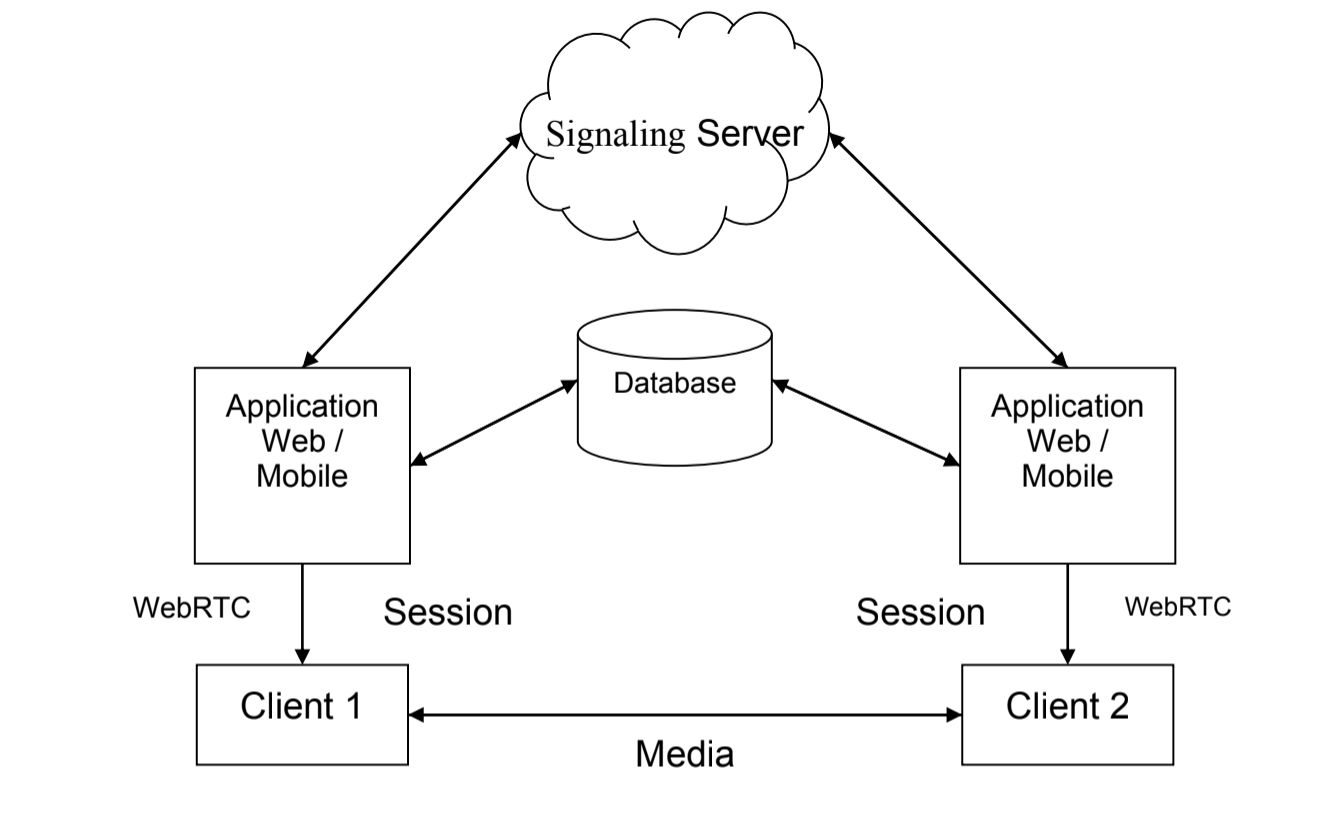 Signaling Server
Database
Application
Web /
Mobile
Application
Web /
Mobile
WebRTC
Session
Session
WebRTC
Client 1
Client 2
Media